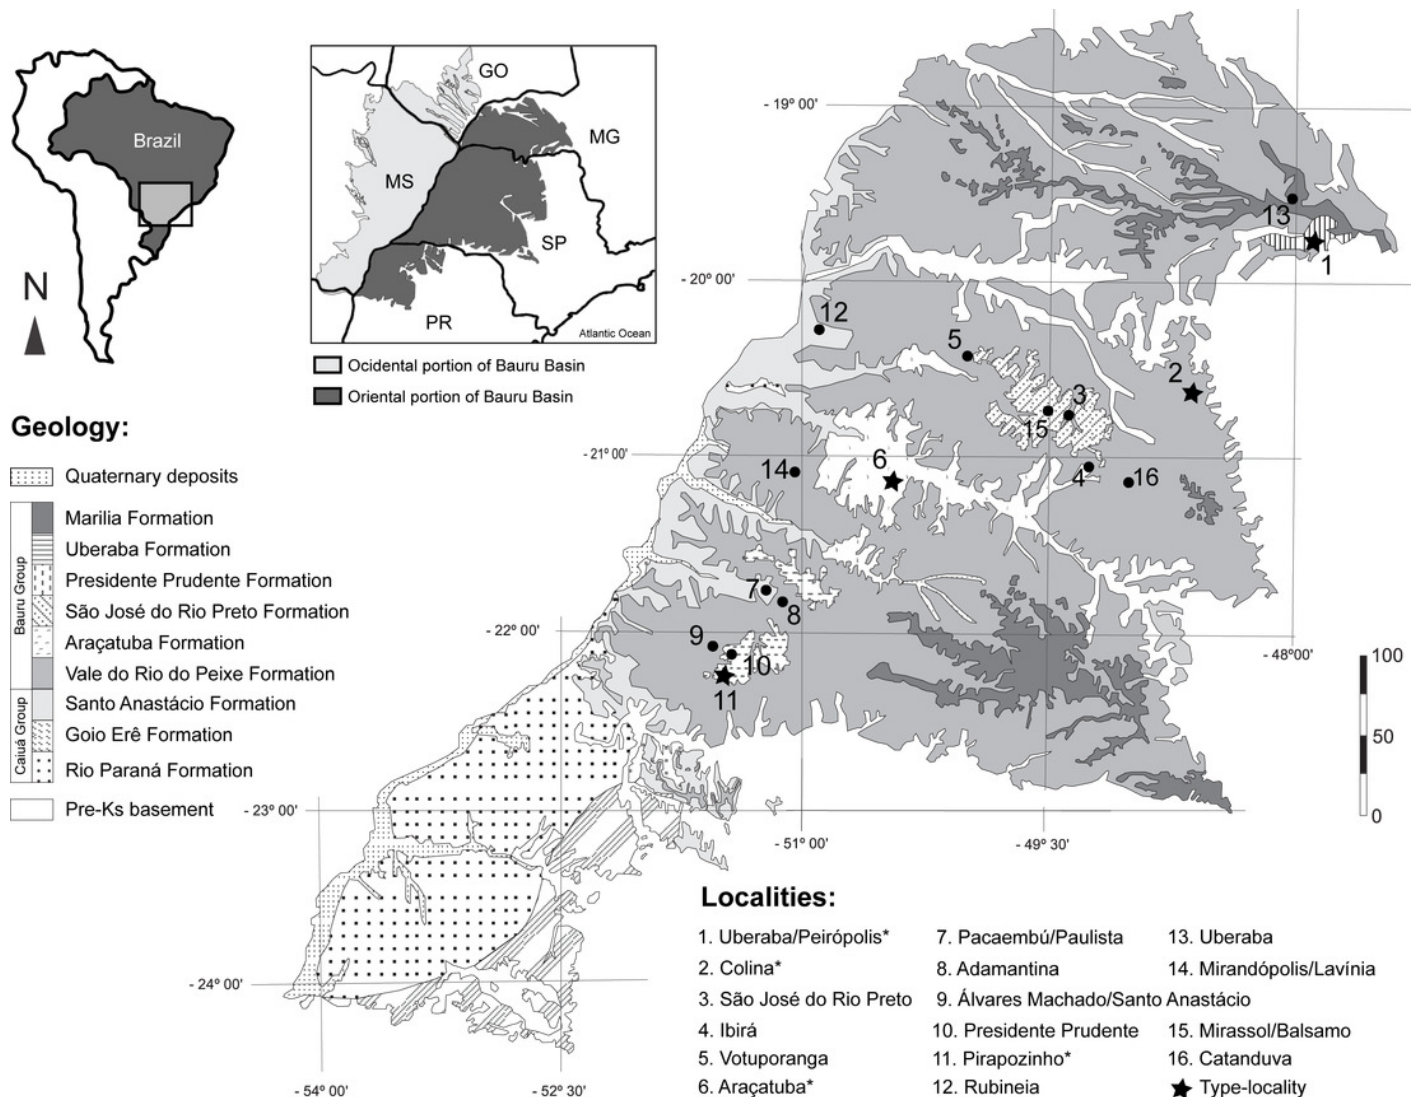 Brazil
N
GO
MG
MS
SP
PR
Atlantic Ocean
Ocidental portion of Bauru Basin
Oriental portion of Bauru Basin
Geology:
Quaternary deposits
Bauru Group
Marilia Formation
Uberaba Formation
Presidente Prudente Formation
São José do Rio Preto Formation
Araçatuba Formation
Vale do Rio do Peixe Formation
Caiuá Group
Santo Anastácio Formation
Goio Erê Formation
Rio Paraná Formation
Pre-Ks basement
- 19° 00'
- 20° 00'
- 21° 00'
- 22° 00'
- 23° 00'
- 24° 00'
- 54° 00'
- 52° 30'
- 51° 00'
- 49° 30'
- 48° 00'
13
1
12
5
2
3
15
14
6
4
16
7
8
9
10
11
100
50
0
Localities:
1. Uberaba/Peirópolis*
2. Colina*
3. São José do Rio Preto
4. Ibirá
5. Votuporanga
6. Araçatuba*
7. Pacaembú/Paulista
8. Adamantina
9. Álvares Machado/Santo Anastácio
10. Presidente Prudente
11. Pirapozinho*
12. Rubineia
13. Uberaba
14. Mirandópolis/Lavínia
15. Mirassol/Balsamo
16. Catanduva
Type-locality